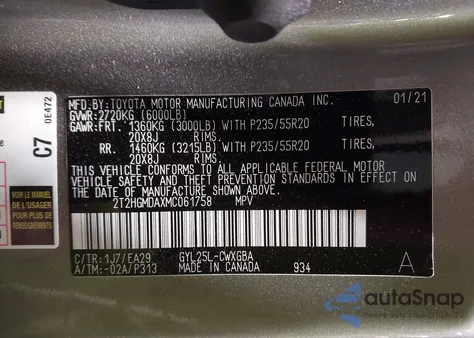 MFD.BY: TOYOTA MOTOR MANUFACTURING CANADA INC. 01/21
GVWR:2720KG (6000LB)
GAWR:FRT. 1360KG (3000LB) WITH P235/55R20 TIRES,
20X8J RIMS,
RR. 1460KG (3215LB) WITH P235/55R20 TIRES,
20X8J RIMS,
THIS VEHICLE CONFORMS TO ALL APPLICABLE FEDERAL MOTOR
VEHICLE SAFETY AND THEFT PREVENTION STANDARDS IN EFFECT
ON THE DATE OF MANUFACTURE SHOWN ABOVE.
2T2HGMDAXMC061758 MPV
C/TR:1J7/EA29 GYL25L-CWXGBA
A/TM:-02A/P313 MADE IN CANADA 934 A
C7
0E472
VOIR LE MANUEL
DE L'USAGER
POUR PLUS DE
autoSnap